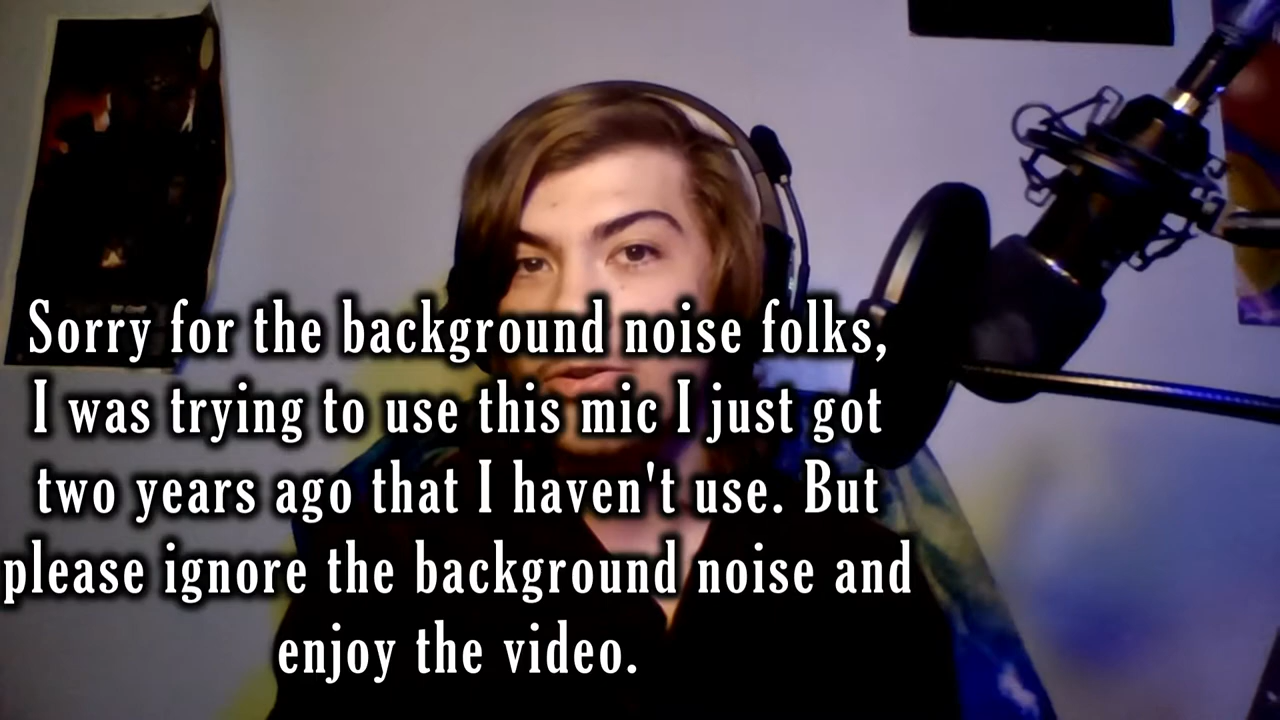 Sorry for the background noise folks,
I was trying to use this mic I just got
two years ago that I haven't use. But
please ignore the background noise and
enjoy the video.